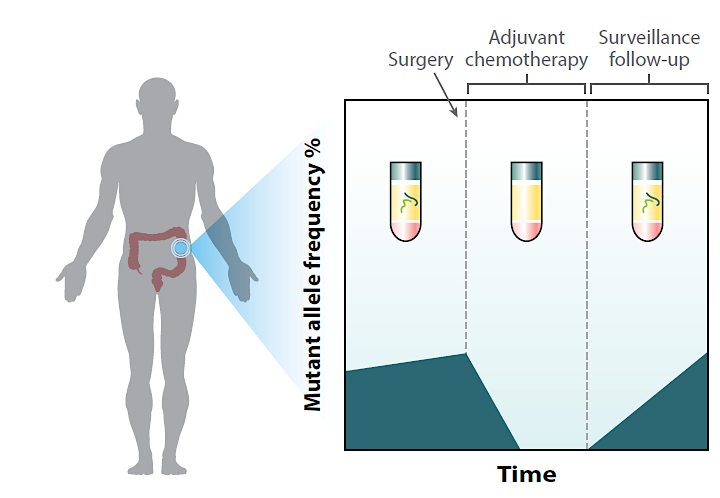 Surgery
Adjuvant
chemotherapy
Surveillance
follow-up
Mutant allele frequency %
Time